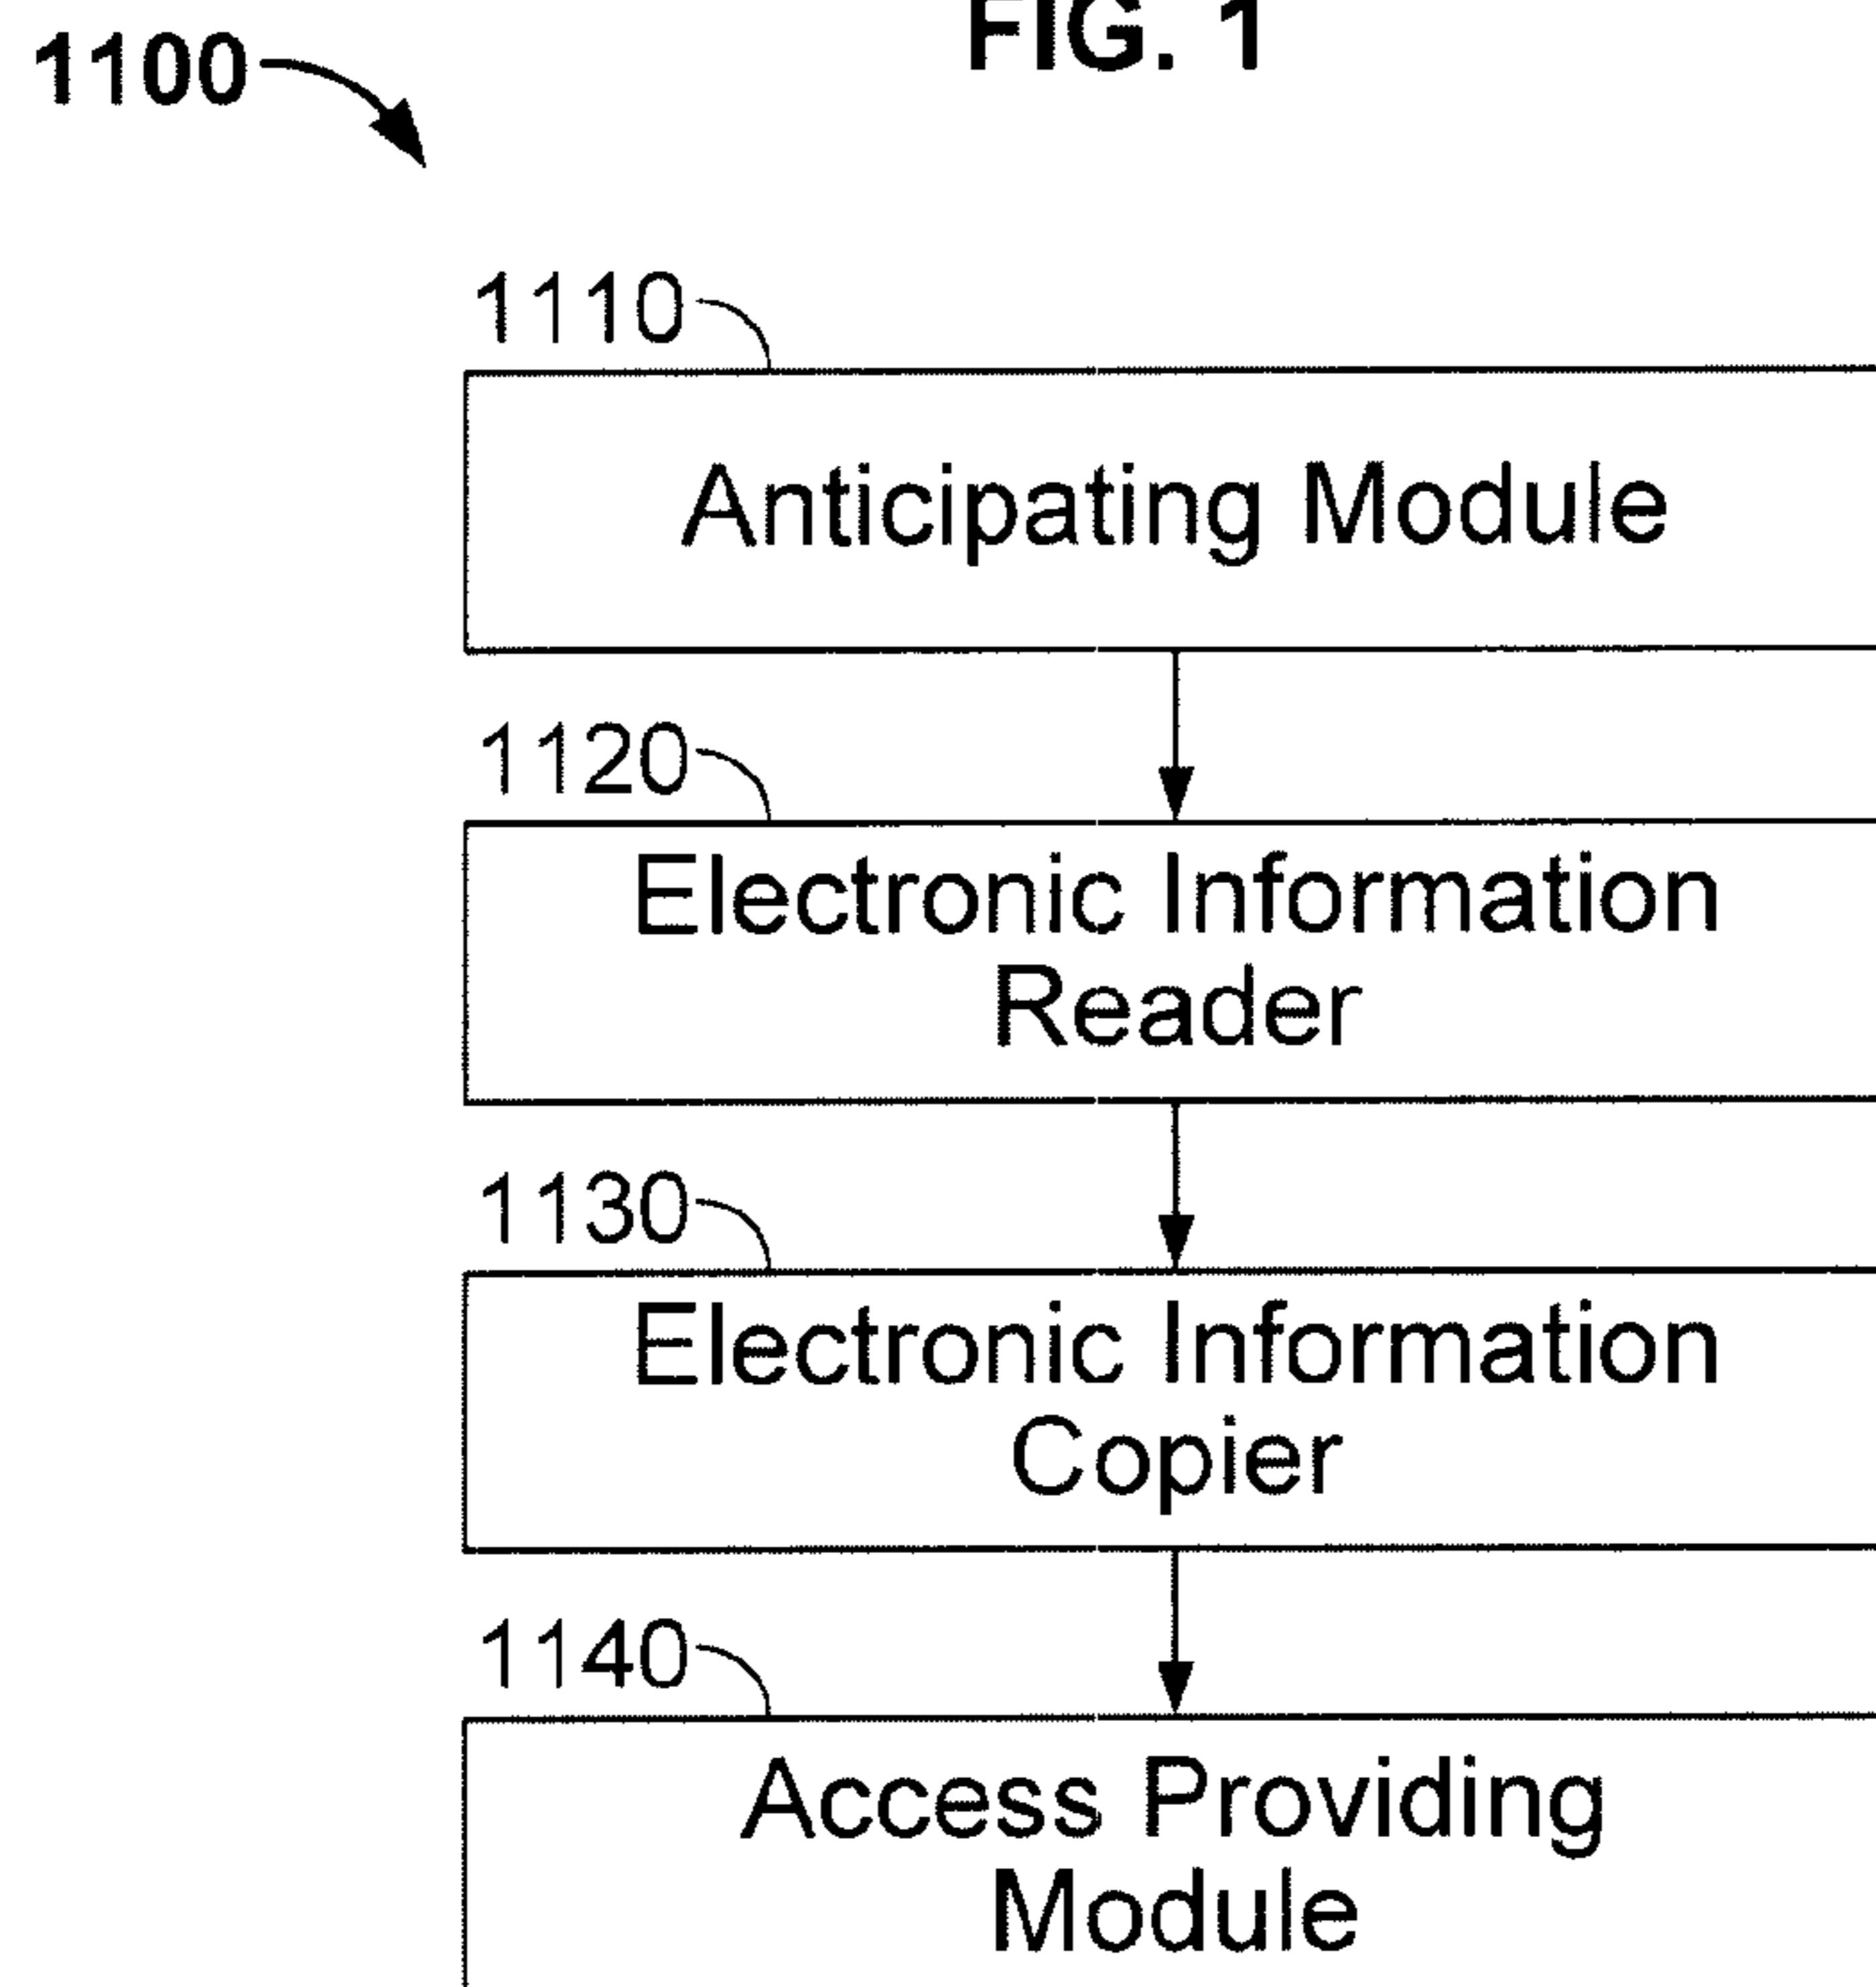 FIG. 1
1100
1110
Anticipating Module
1120
Electronic Information
Reader
1130
Electronic Information
Copier
1140
Access Providing
Module